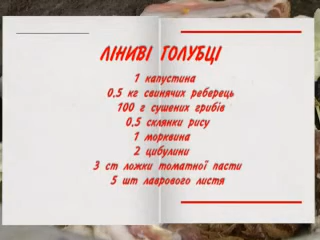 ЛІНИВІ ГОЛУБЦІ
1 капустина
0,5 кг свинячих реберець
100 г сушених грибів
0,5 склянки рису
1 морквина
2 цибулини
3 ст ложки томатної пасти
5 шт лаврового листя